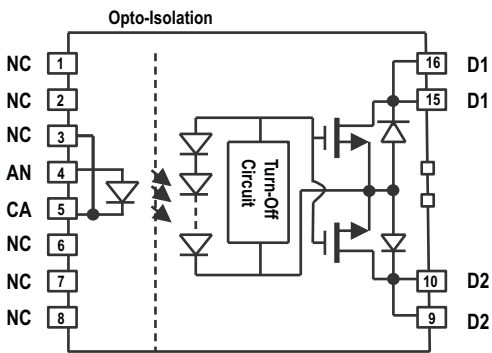 Opto-Isolation
NC 1
NC 2
NC 3
AN 4
CA 5
NC 6
NC 7
NC 8
Turn-Off
Circuit
16 D1
15 D1
10 D2
9 D2